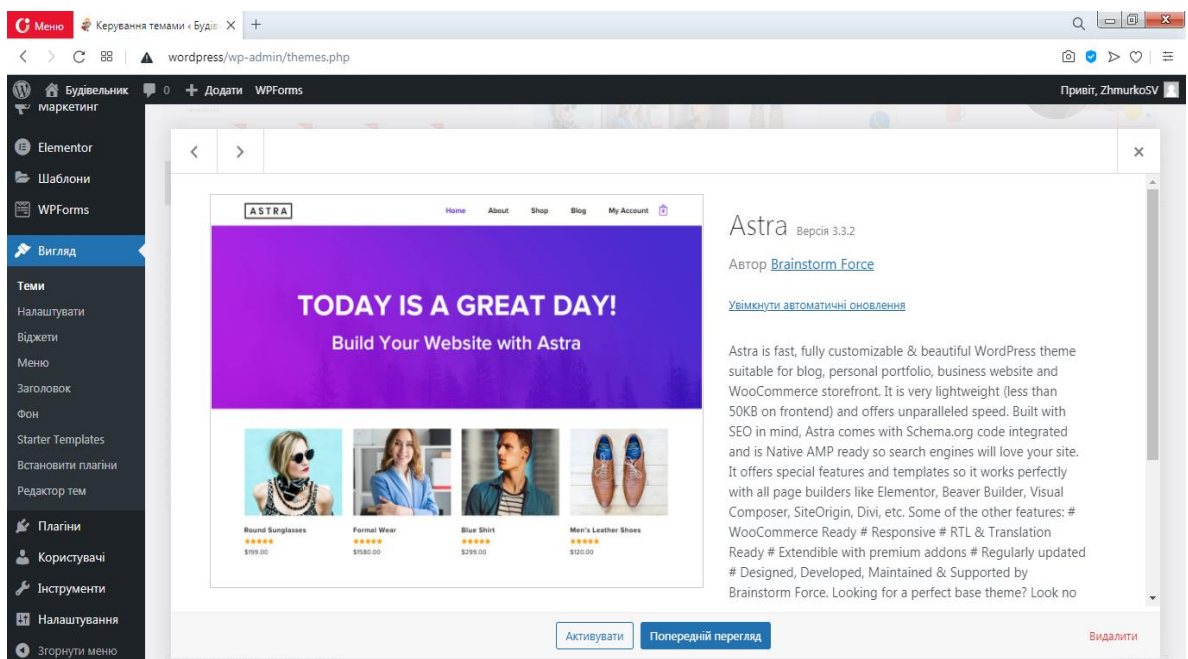 Меню
Керування темами ‹ Будів
wordpress/wp-admin/themes.php
Будівельник 0 + Додати WPForms
Привіт, ZhmurkoSV
Маркетинг
Elementor
Шаблони
WPForms
Вигляд
Теми
Налаштувати
Віджети
Меню
Заголовок
Фон
Starter Templates
Встановити плагіни
Редактор тем
Плагіни
Користувачі
Інструменти
Налаштування
Згорнути меню
ASTRA
Home About Shop Blog My Account
TODAY IS A GREAT DAY!
Build Your Website with Astra
Round Sunglasses
$199.00
Formal Wear
$1580.00
Blue Shirt
$299.00
Men's Leather Shoes
$120.00
Astra Версія 3.3.2
Автор Brainstorm Force
Увімкнути автоматичні оновлення
Astra is fast, fully customizable & beautiful WordPress theme
suitable for blog, personal portfolio, business website and
WooCommerce storefront. It is very lightweight (less than
50KB on frontend) and offers unparalleled speed. Built with
SEO in mind, Astra comes with Schema.org code integrated
and is Native AMP ready so search engines will love your site.
It offers special features and templates so it works perfectly
with all page builders like Elementor, Beaver Builder, Visual
Composer, SiteOrigin, Divi, etc. Some of the other features: #
WooCommerce Ready # Responsive # RTL & Translation
Ready # Extendible with premium addons # Regularly updated
# Designed, Developed, Maintained & Supported by
Brainstorm Force. Looking for a perfect base theme? Look no
Активувати
Попередній перегляд
Видалити